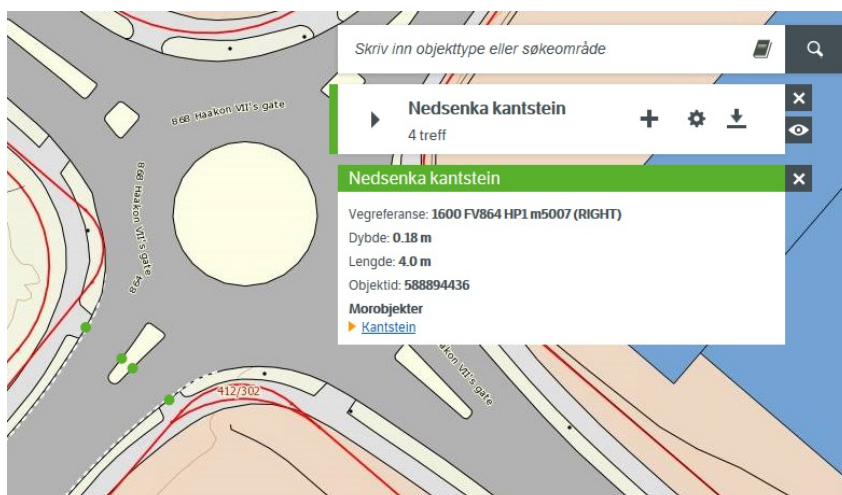 Skriv inn objekttype eller søkeområde
Nedsenka kantstein
4 treff
Nedsenka kantstein
Vegreferanse: 1600 FV864 HP1 m5007 (RIGHT)
Dybde: 0.18 m
Lengde: 4.0 m
Objektid: 588894436
Morobjekter
Kantstein
868 Haakon VII's gate
868 Haakon VII's gate
864
kon VII's gate
412/302